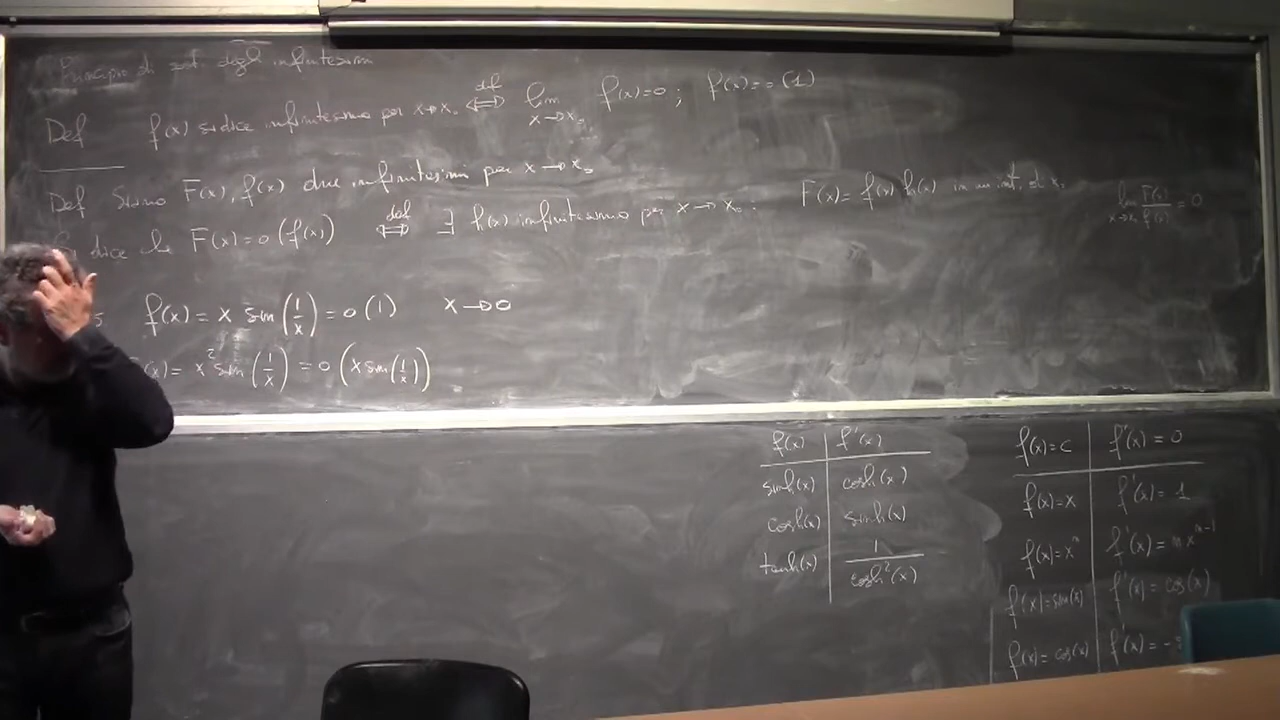 Principio di sost. degli infinitesimi
Def f(x) si dice infinitesimo per x→x₀ ⇔(def) lim x→x₀ f(x)=0 ; f(x)=o(1)
Def Siano F(x), f(x) due infinitesimi per x→x₀
dice che F(x)=o(f(x)) ⇔(def) ∃ h(x) infinitesimo per x→x₀ : F(x)=f(x)h(x) in un int. di x₀ lim x→x₀ F(x)/f(x) =0
f(x)= x sin(1/x)=o(1) x→0
(x)= x² sin(1/x)=o(x sin(1/x))
f(x) | f'(x)
sinh(x) | cosh(x)
cosh(x) | sinh(x)
tanh(x) | 1/cosh²(x)
f(x)=c | f'(x)=0
f(x)=x | f'(x)=1
f(x)=xⁿ | f'(x)=nxⁿ⁻¹
f(x)=sin(x) | f'(x)=cos(x)
f(x)=cos(x) | f'(x)=-